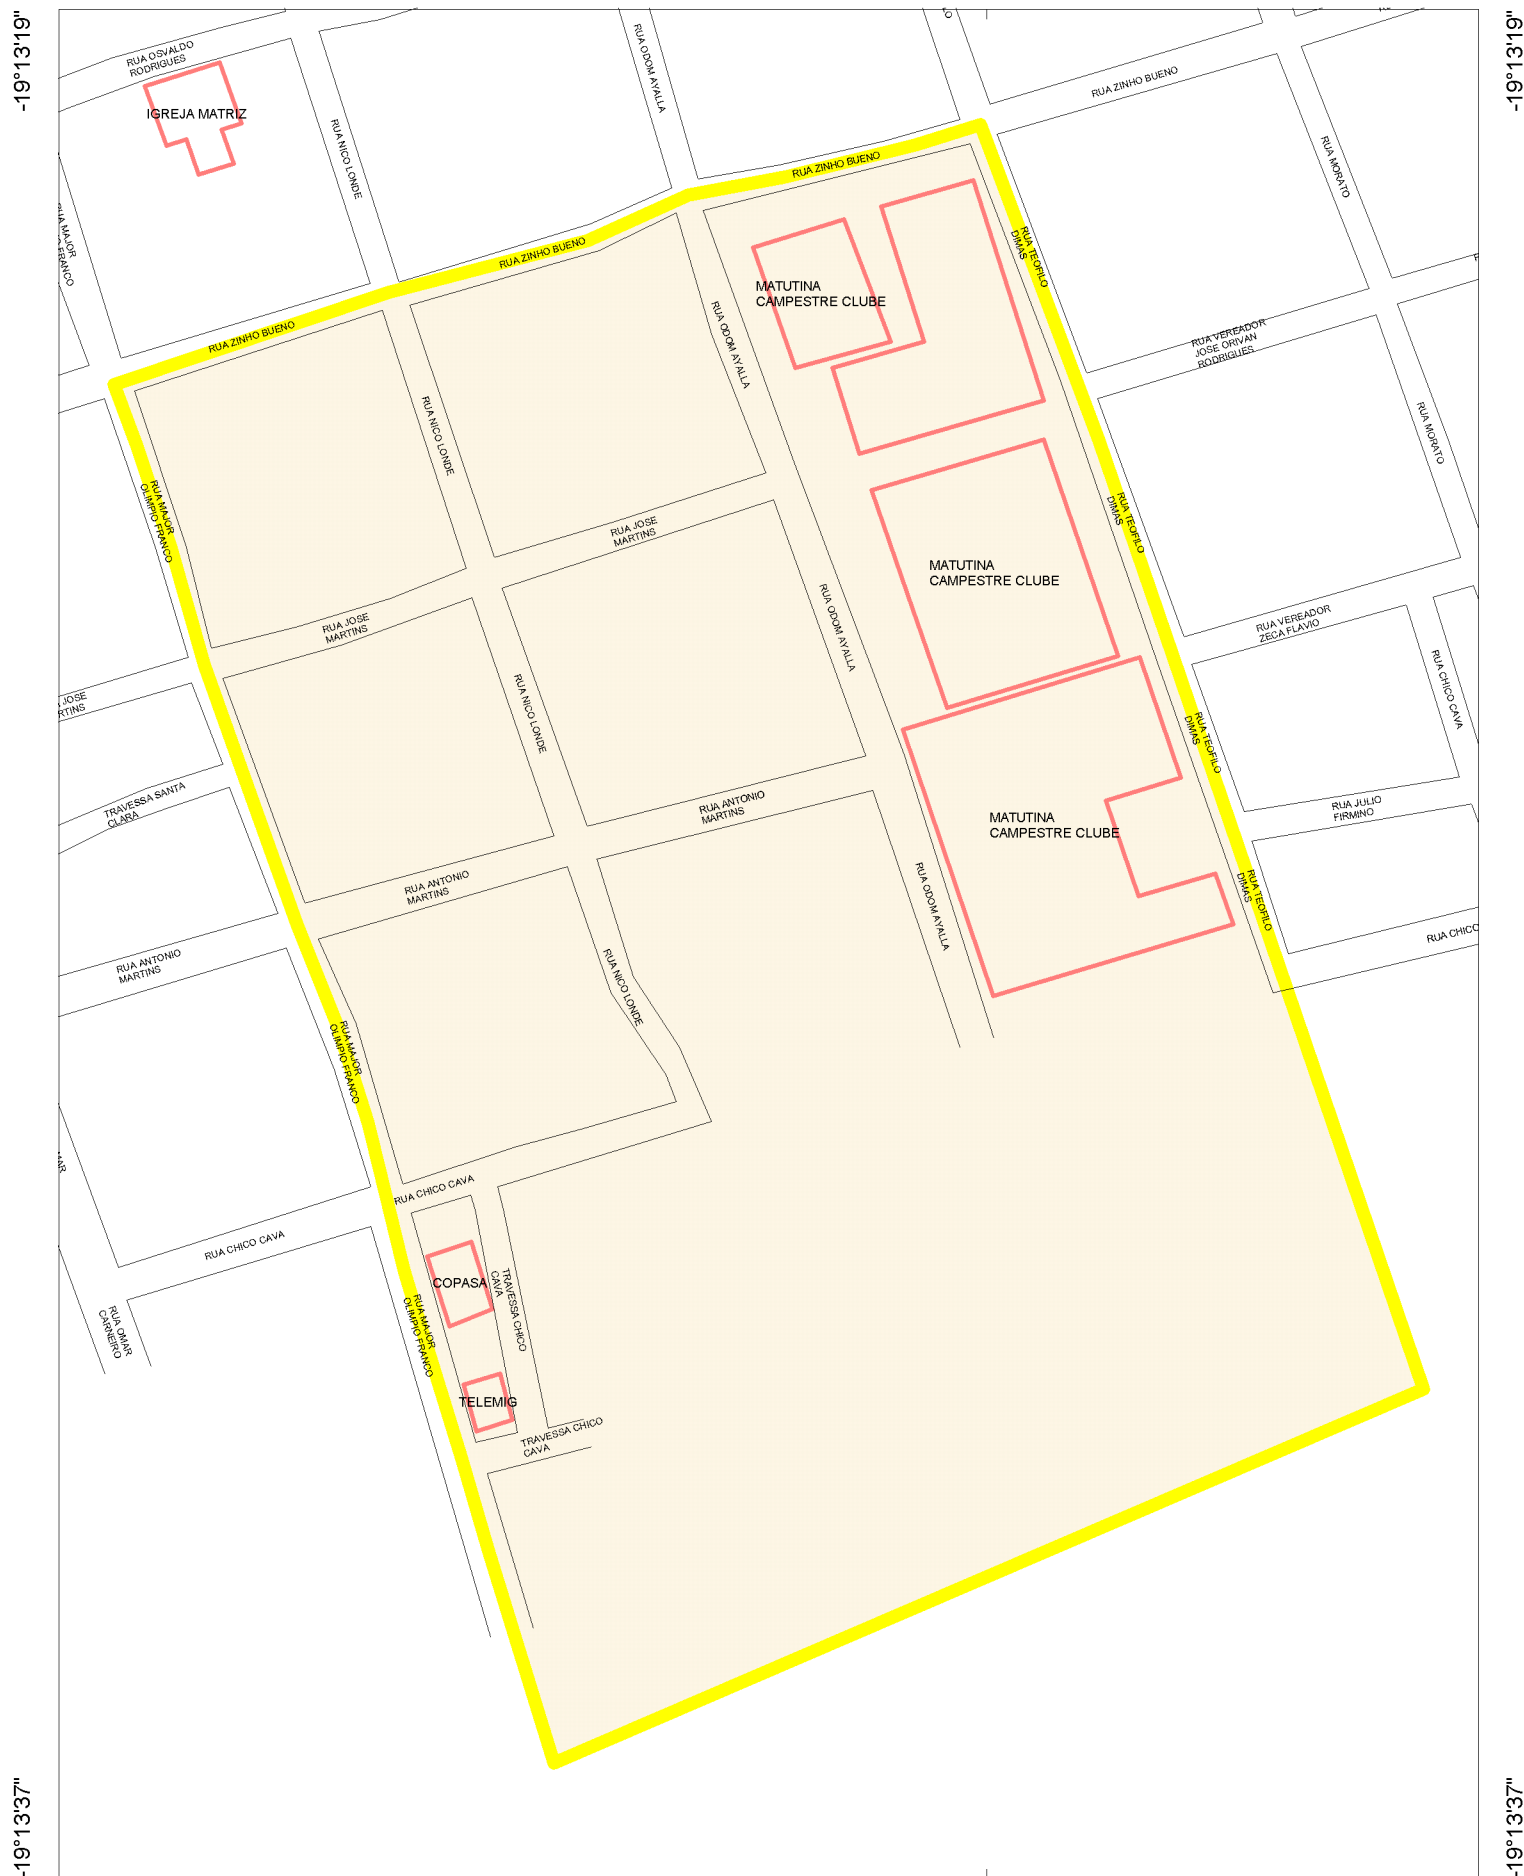 -19°13'19"
-19°13'19"
RUA OSVALDO
RODRIGUES
IGREJA MATRIZ
RUA NICO LONDE
RUA ODOM AYALLA
RUA ZINHO BUENO
RUA MORATO
RUA ZINHO BUENO
RUA ZINHO BUENO
RUA ZINHO BUENO
RUA MAJOR
FRANCO
RUA TEOFILO
DIMAS
MATUTINA
CAMPESTRE CLUBE
RUA ODOM AYALLA
RUA VEREADOR
JOSE ORIVAN
RODRIGUES
RUA NICO LONDE
RUA MORATO
RUA MAJOR
OLIMPIO FRANCO
RUA JOSE
MARTINS
RUA TEOFILO
DIMAS
MATUTINA
CAMPESTRE CLUBE
RUA JOSE
MARTINS
RUA ODOM AYALLA
RUA VEREADOR
ZECA FLAVIO
RUA CHICO CAVA
JOSE
RTINS
RUA NICO LONDE
RUA TEOFILO
DIMAS
TRAVESSA SANTA
CLARA
RUA ANTONIO
MARTINS
RUA JULIO
FIRMINO
MATUTINA
CAMPESTRE CLUBE
RUA ANTONIO
MARTINS
RUA ODOM AYALLA
RUA TEOFILO
DIMAS
RUA CHICO
RUA ANTONIO
MARTINS
RUA NICO LONDE
RUA MAJOR
OLIMPIO FRANCO
MAR
RUA CHICO CAVA
RUA CHICO CAVA
COPASA
TRAVESSA CHICO
CAVA
RUA OMAR
CARNEIRO
RUA MAJOR
OLIMPIO FRANCO
TELEMIG
TRAVESSA CHICO
CAVA
-19°13'37"
-19°13'37"